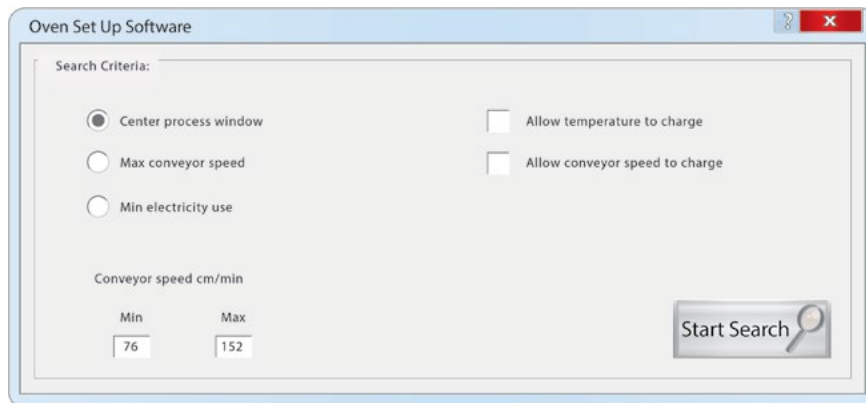 Oven Set Up Software
?
Search Criteria:
Center process window
Allow temperature to charge
Max conveyor speed
Allow conveyor speed to charge
Min electricity use
Conveyor speed cm/min
Min Max
76 152
Start Search